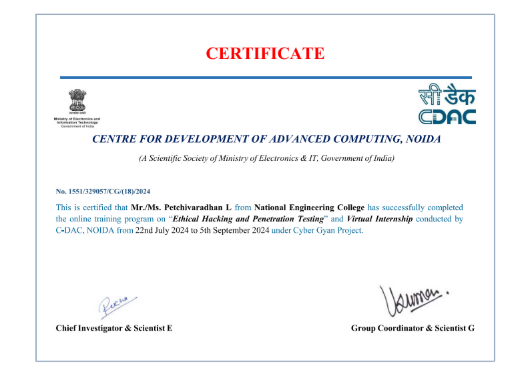 CERTIFICATE
सी डैक
CDAC
Ministry of Electronics and
Information Technology
Government of India
CENTRE FOR DEVELOPMENT OF ADVANCED COMPUTING, NOIDA
(A Scientific Society of Ministry of Electronics & IT, Government of India)
No. 1551/329057/CG/(18)/2024
This is certified that Mr./Ms. Petchivaradhan L from National Engineering College has successfully completed
the online training program on “Ethical Hacking and Penetration Testing” and Virtual Internship conducted by
C-DAC, NOIDA from 22nd July 2024 to 5th September 2024 under Cyber Gyan Project.
Chief Investigator & Scientist E
Group Coordinator & Scientist G